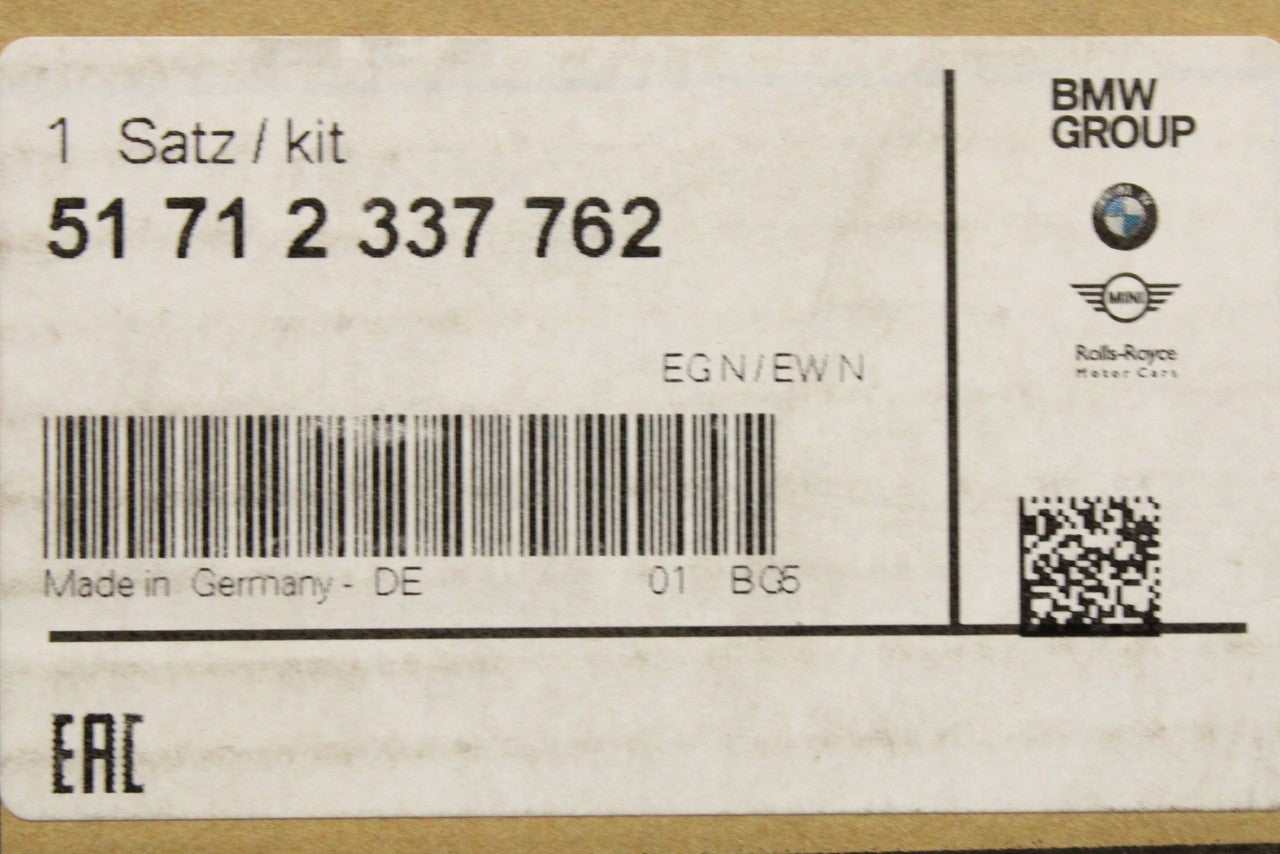 1 Satz / kit
51 71 2 337 762
EGN/EWN
Made in Germany - DE 01 BG5
EAC
BMW
GROUP
MINI
Rolls-Royce
Motor Cars